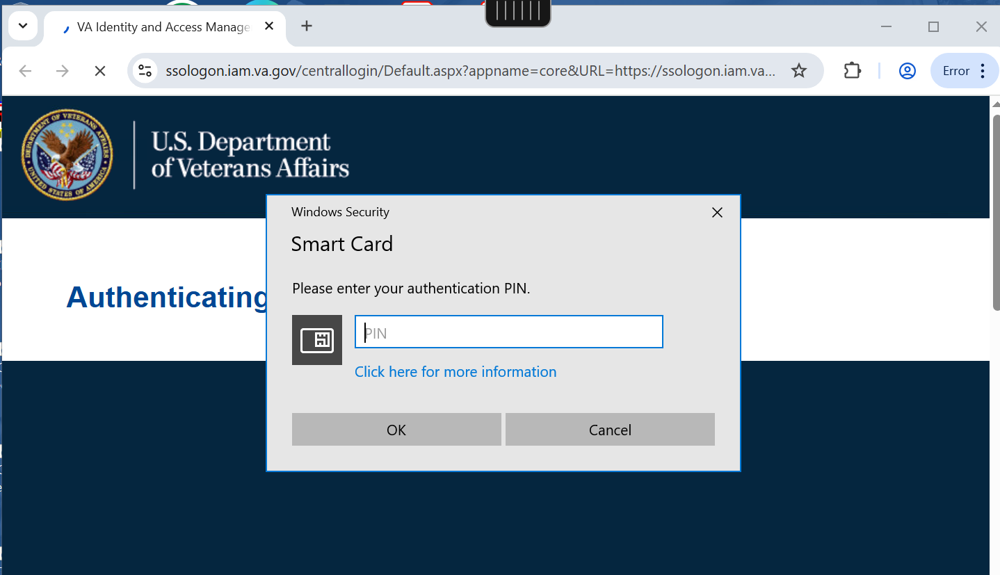 VA Identity and Access Manage
ssologon.iam.va.gov/centrallogin/Default.aspx?appname=core&URL=https://ssologon.iam.va...
Error
U.S. Department
of Veterans Affairs
Windows Security
Smart Card
Authenticating
Please enter your authentication PIN.
PIN
Click here for more information
OK
Cancel
DEPARTMENT OF VETERANS AFFAIRS
UNITED STATES OF AMERICA